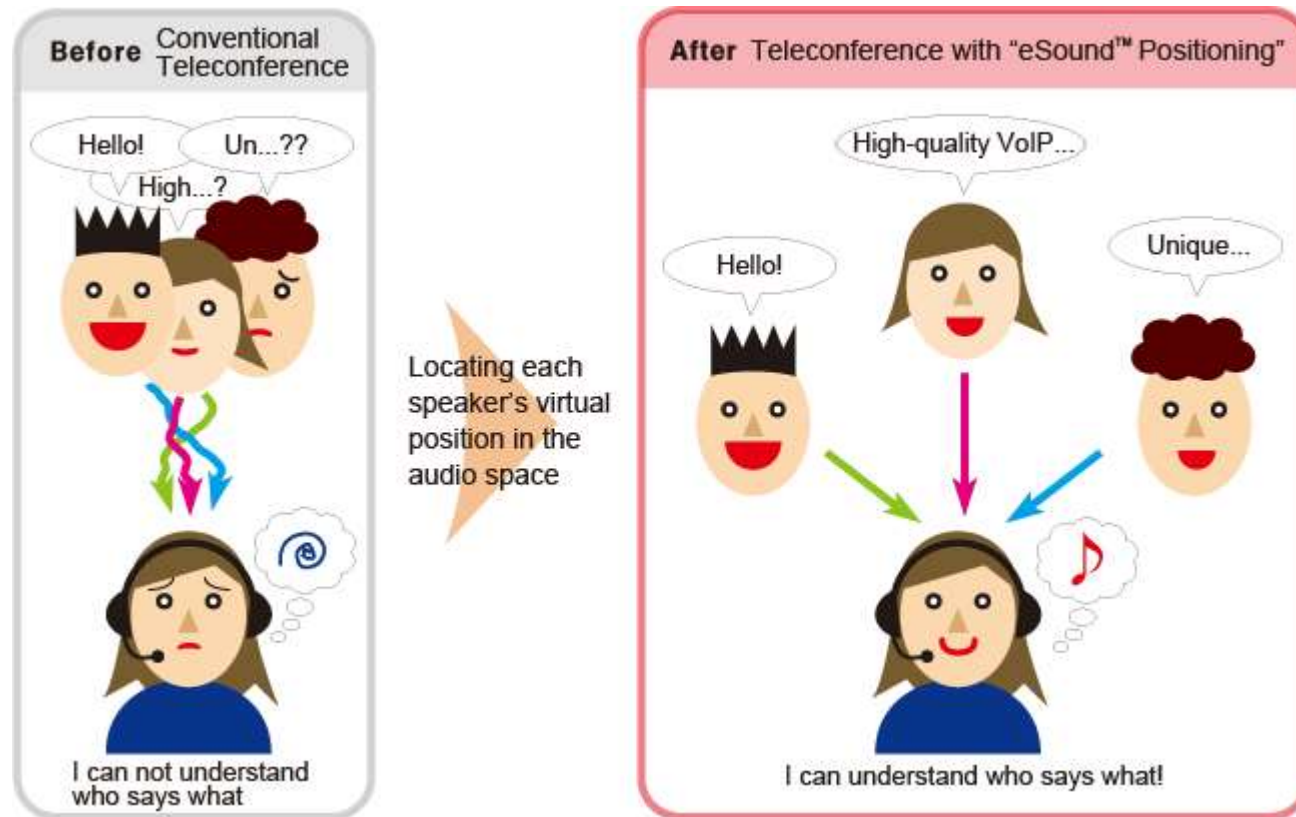 Before Conventional
Teleconference
Hello!
Un...??
High...?
I can not understand
who says what
Locating each
speaker's virtual
position in the
audio space
After Teleconference with “eSound™ Positioning”
High-quality VoIP...
Hello!
Unique...
I can understand who says what!